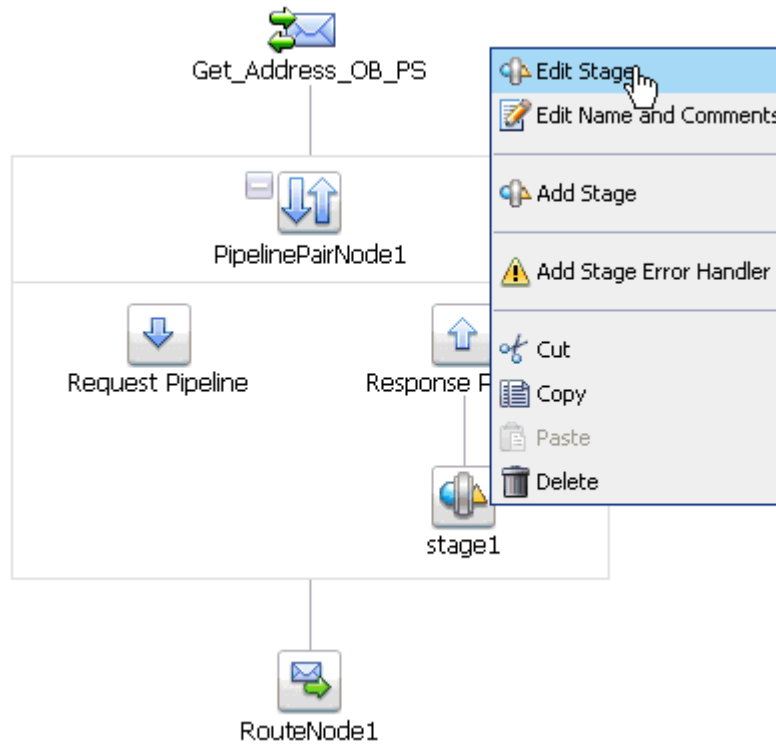 Get_Address_OB_PS
Edit Stage
Edit Name and Comments
PipelinePairNode1
Add Stage
Add Stage Error Handler
Request Pipeline
Response P
Cut
Copy
Paste
Delete
stage1
RouteNode1